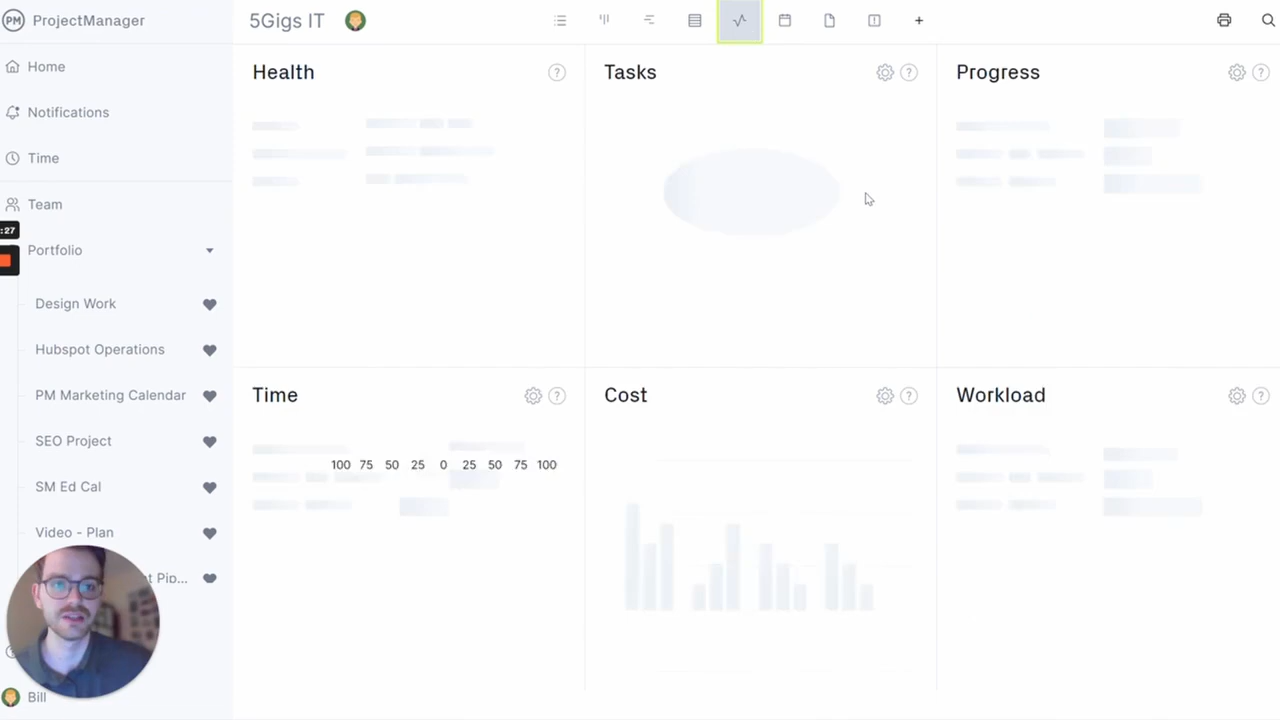 PM ProjectManager
5Gigs IT
Home
Notifications
Time
Team
:27
Portfolio
Design Work
Hubspot Operations
PM Marketing Calendar
SEO Project
SM Ed Cal
Video - Plan
t Pip...
Bill
Health ?
Tasks ?
Progress ?
Time ?
100 75 50 25 0 25 50 75 100
Cost ?
Workload ?